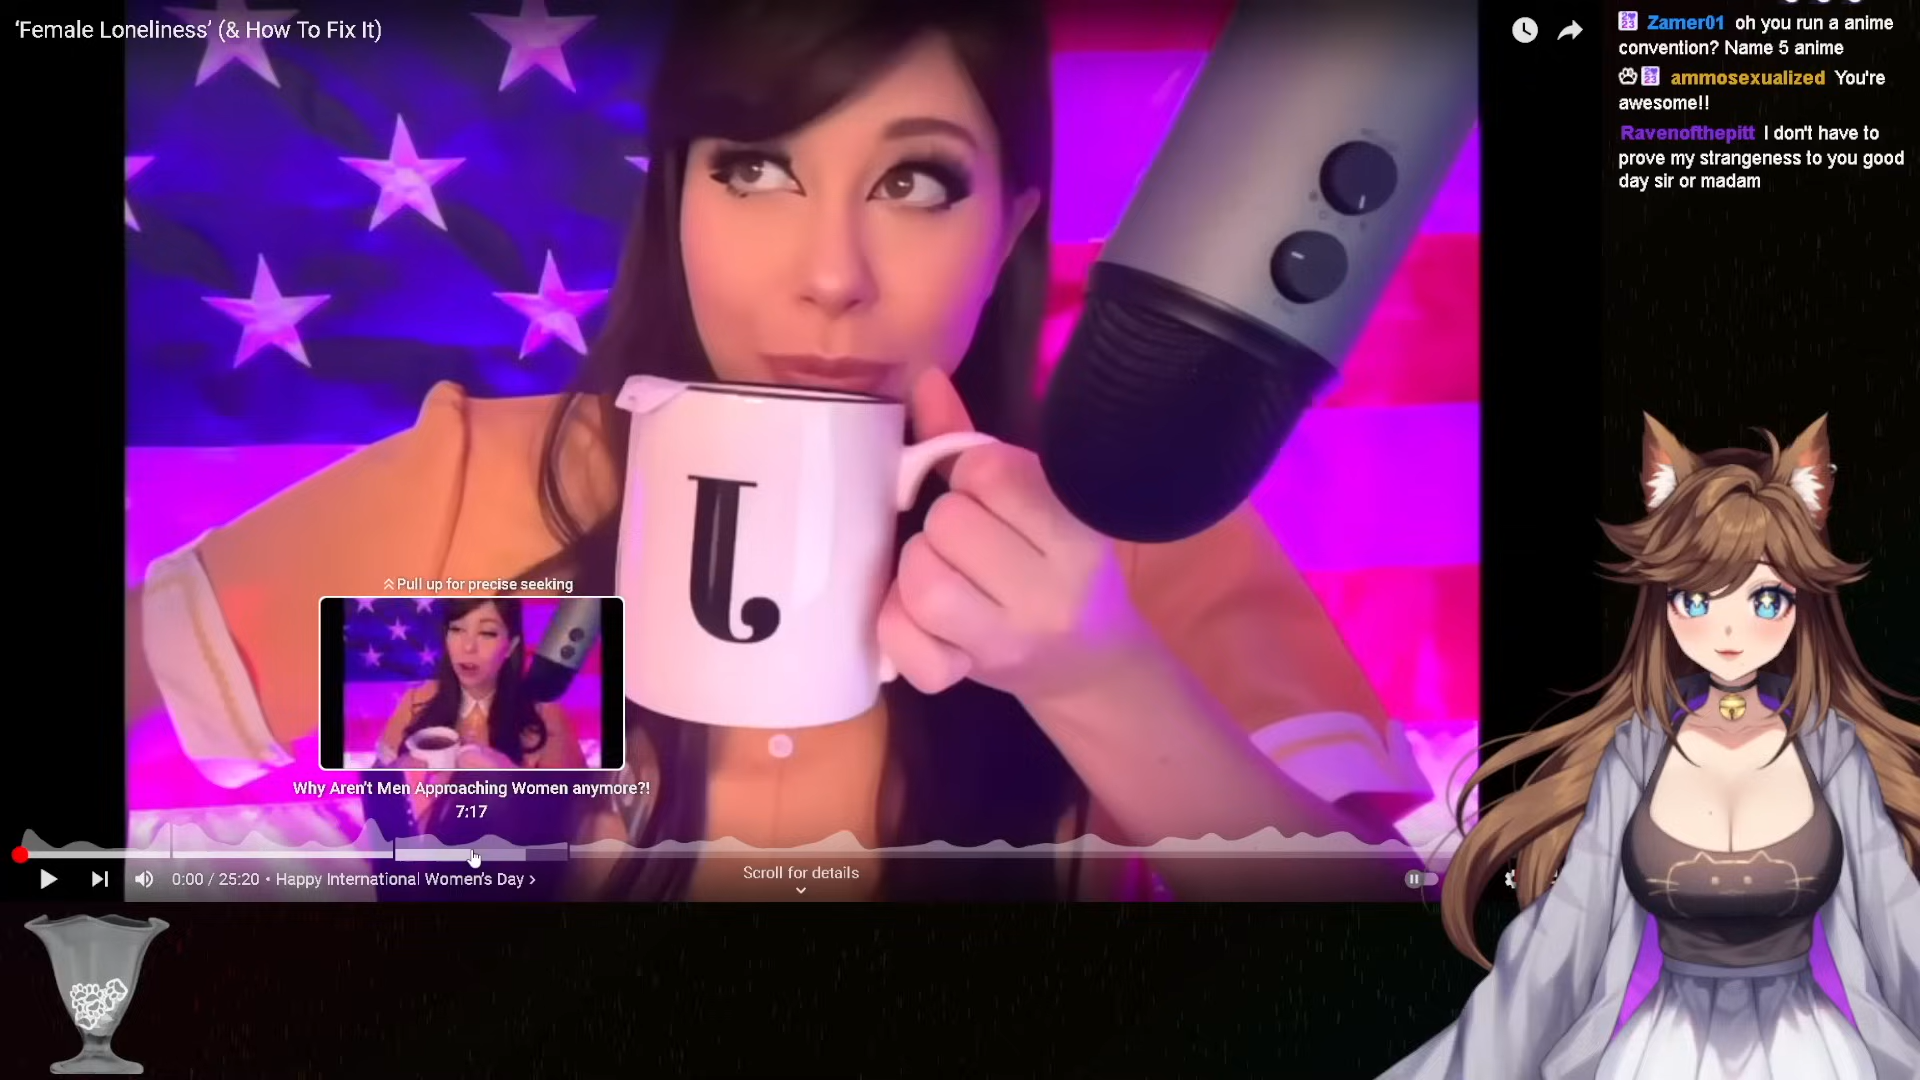 ‘Female Loneliness’ (& How To Fix It)
Zamer01 oh you run a anime
convention? Name 5 anime
ammosexualized You're
awesome!!
Ravenofthepitt I don't have to
prove my strangeness to you good
day sir or madam
J
Pull up for precise seeking
Why Aren't Men Approaching Women anymore?!
7:17
0:00 / 25:20 • Happy International Women's Day
Scroll for details